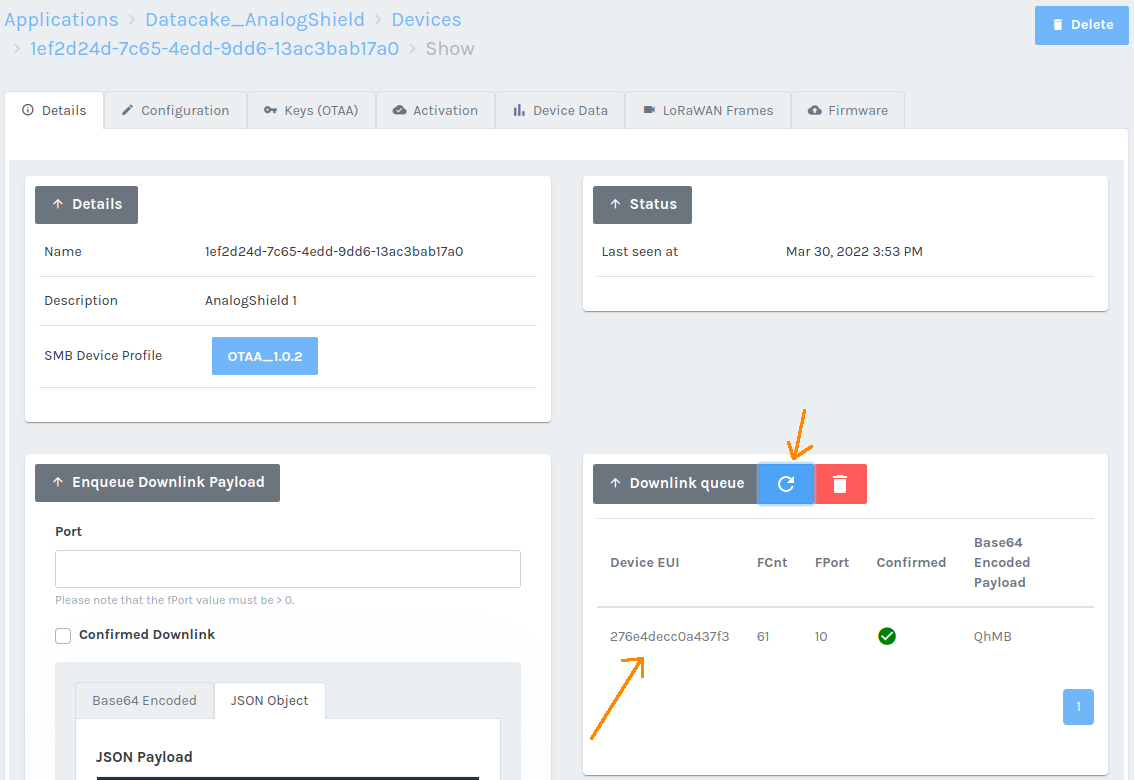 Applications > Datacake_AnalogShield > Devices
> 1ef2d24d-7c65-4edd-9dd6-13ac3bab17a0 > Show
Delete
Details
Configuration
Keys (OTAA)
Activation
Device Data
LoRaWAN Frames
Firmware
Details
Name 1ef2d24d-7c65-4edd-9dd6-13ac3bab17a0
Description AnalogShield 1
SMB Device Profile OTAA_1.0.2
Status
Last seen at Mar 30, 2022 3:53 PM
Enqueue Downlink Payload
Port
Please note that the fPort value must be > 0.
Confirmed Downlink
Base64 Encoded
JSON Object
JSON Payload
Downlink queue
Device EUI FCnt FPort Confirmed Base64
Encoded
Payload
276e4decc0a437f3 61 10 QhMB
1